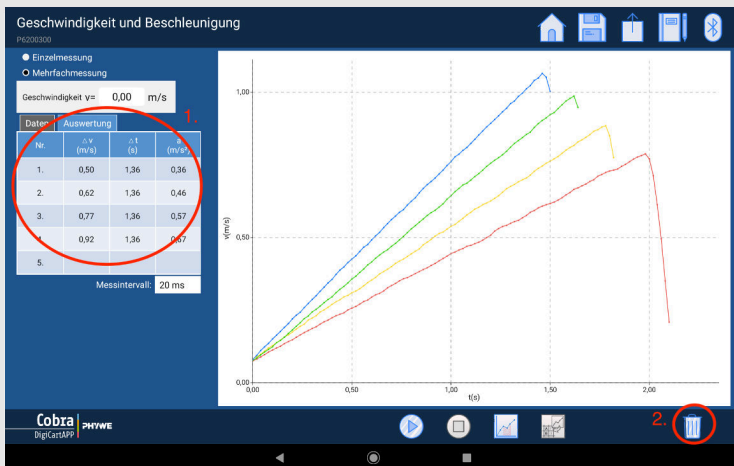 Geschwindigkeit und Beschleunigung
P6200300
Einzelmessung
Mehrfachmessung
Geschwindigkeit v= 0,00 m/s
1.
Daten Auswertung
Nr. △ v (m/s) △ t (s) a (m/s²)
1. 0,50 1,36 0,36
2. 0,62 1,36 0,46
3. 0,77 1,36 0,57
4. 0,92 1,36 0,67
5.
Messintervall: 20 ms
1,00
0,50
0,00
v(m/s)
0,00 0,50 1,00 1,50 2,00
t(s)
Cobra PHYWE
DigiCartAPP
2.